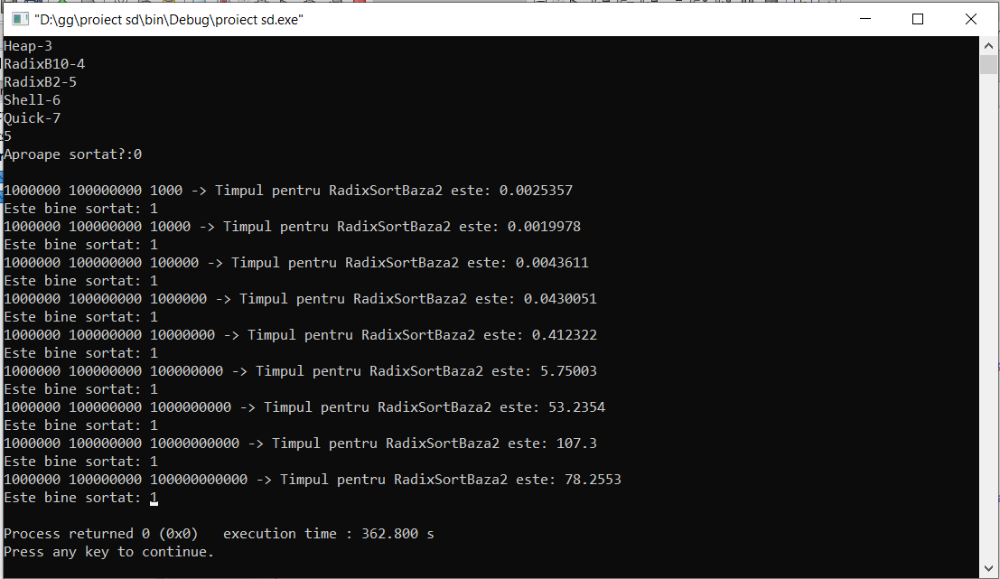 "D:\gg\proiect sd\bin\Debug\proiect sd.exe"
Heap-3
RadixB10-4
RadixB2-5
Shell-6
Quick-7
5
Aproape sortat?:0
1000000 100000000 1000 -> Timpul pentru RadixSortBaza2 este: 0.0025357
Este bine sortat: 1
1000000 100000000 10000 -> Timpul pentru RadixSortBaza2 este: 0.0019978
Este bine sortat: 1
1000000 100000000 100000 -> Timpul pentru RadixSortBaza2 este: 0.0043611
Este bine sortat: 1
1000000 100000000 1000000 -> Timpul pentru RadixSortBaza2 este: 0.0430051
Este bine sortat: 1
1000000 100000000 10000000 -> Timpul pentru RadixSortBaza2 este: 0.412322
Este bine sortat: 1
1000000 100000000 100000000 -> Timpul pentru RadixSortBaza2 este: 5.75003
Este bine sortat: 1
1000000 100000000 1000000000 -> Timpul pentru RadixSortBaza2 este: 53.2354
Este bine sortat: 1
1000000 100000000 10000000000 -> Timpul pentru RadixSortBaza2 este: 107.3
Este bine sortat: 1
1000000 100000000 100000000000 -> Timpul pentru RadixSortBaza2 este: 78.2553
Este bine sortat: 1
Process returned 0 (0x0)   execution time : 362.800 s
Press any key to continue.